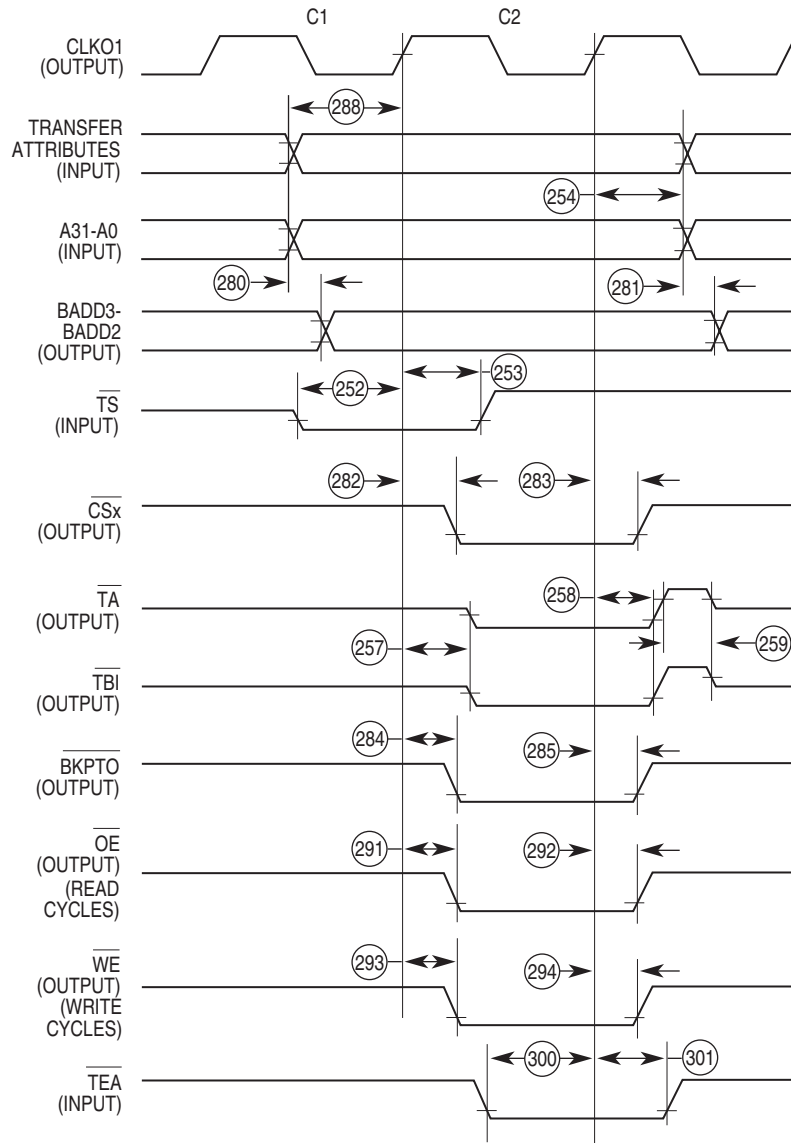 C1 C2
CLKO1
(OUTPUT)
288
TRANSFER
ATTRIBUTES
(INPUT)
254
A31-A0
(INPUT)
280 281
BADD3-
BADD2
(OUTPUT)
252 253
TS
(INPUT)
282 283
CSx
(OUTPUT)
258
TA
(OUTPUT)
257 259
TBI
(OUTPUT)
284 285
BKPTO
(OUTPUT)
291 292
OE
(OUTPUT)
(READ
CYCLES)
293 294
WE
(OUTPUT)
(WRITE
CYCLES)
300 301
TEA
(INPUT)